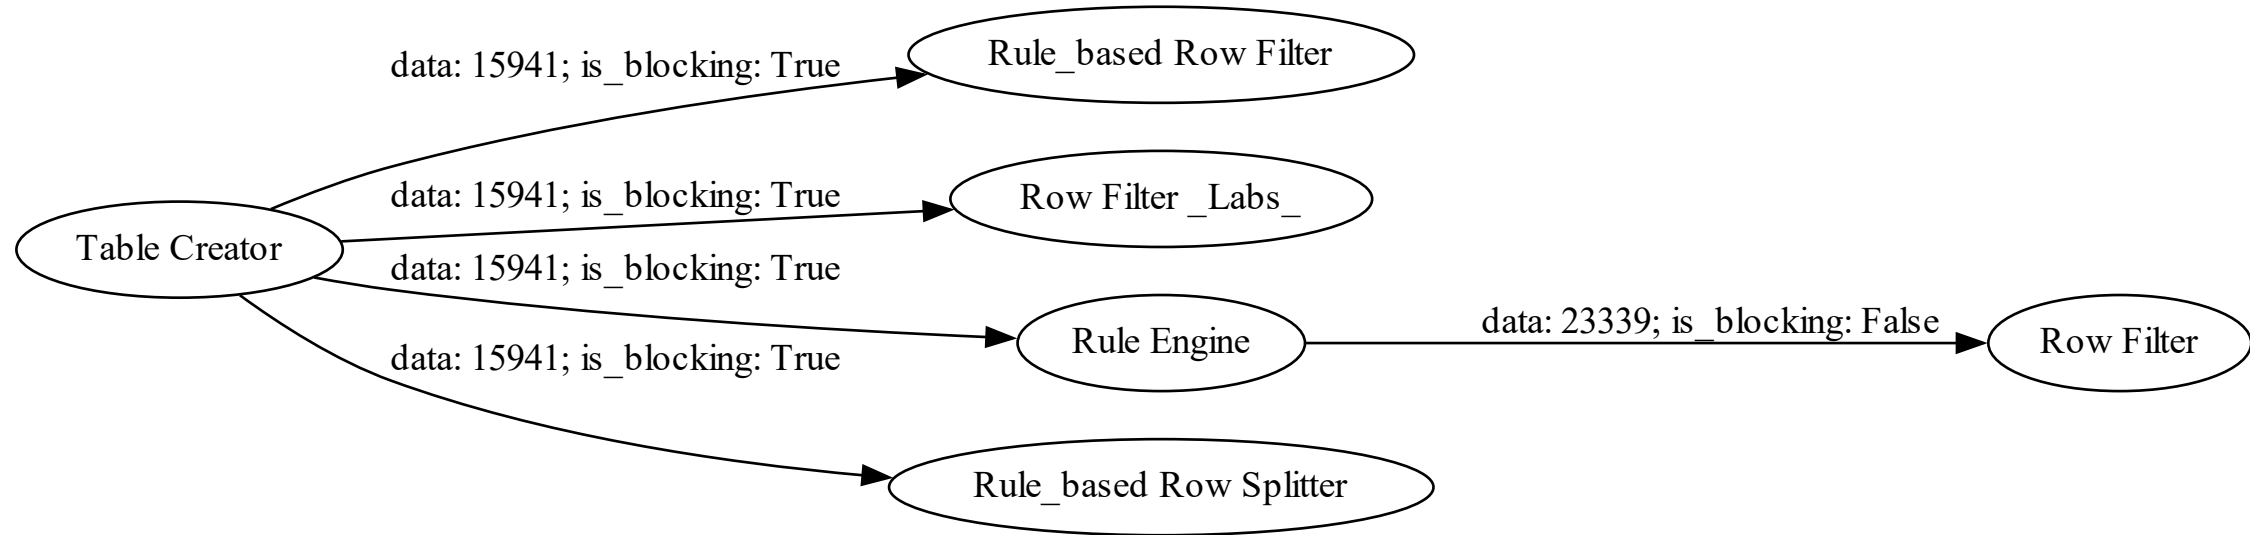 Rule_based Row Filter
data: 15941; is_blocking: True
data: 15941; is_blocking: True
Row Filter _Labs_
Table Creator
data: 15941; is_blocking: True
data: 23339; is_blocking: False
Rule Engine
Row Filter
data: 15941; is_blocking: True
Rule_based Row Splitter